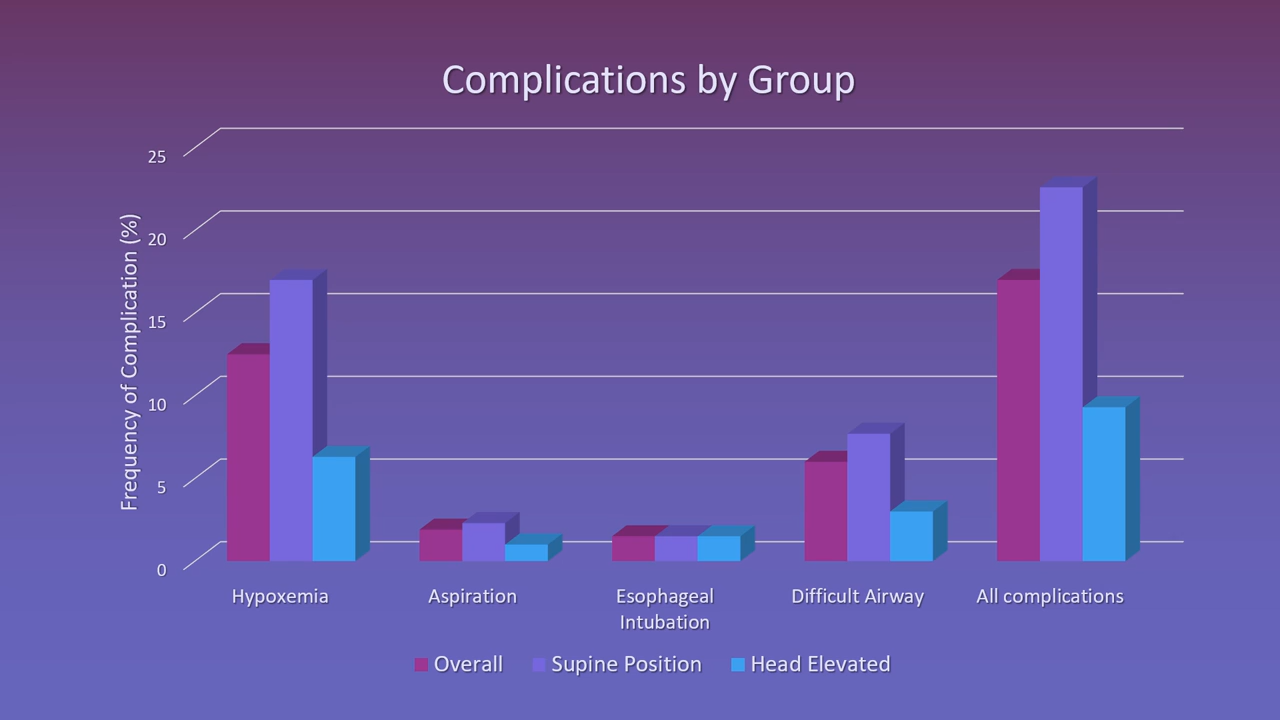 Complications by Group
Frequency of Complication (%)
25
20
15
10
5
0
Hypoxemia
Aspiration
Esophageal
Intubation
Difficult Airway
All complications
Overall
Supine Position
Head Elevated